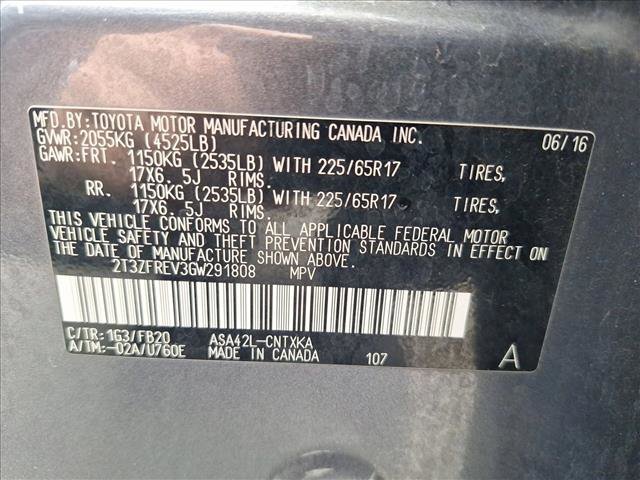 MFD.BY:TOYOTA MOTOR MANUFACTURING CANADA INC. 06/16
GVWR:2055KG (4525LB)
GAWR:FRT. 1150KG (2535LB) WITH 225/65R17 TIRES,
17X6. 5J RIMS.
RR. 1150KG (2535LB) WITH 225/65R17 TIRES,
17X6. 5J RIMS.
THIS VEHICLE CONFORMS TO ALL APPLICABLE FEDERAL MOTOR
VEHICLE SAFETY AND THEFT PREVENTION STANDARDS IN EFFECT ON
THE DATE OF MANUFACTURE SHOWN ABOVE.
2T3ZFREV3GW291808 MPV
C/TR:1G3/FB20 ASA42L-CNTXKA
A/TM:-02A/U760E MADE IN CANADA 107 A